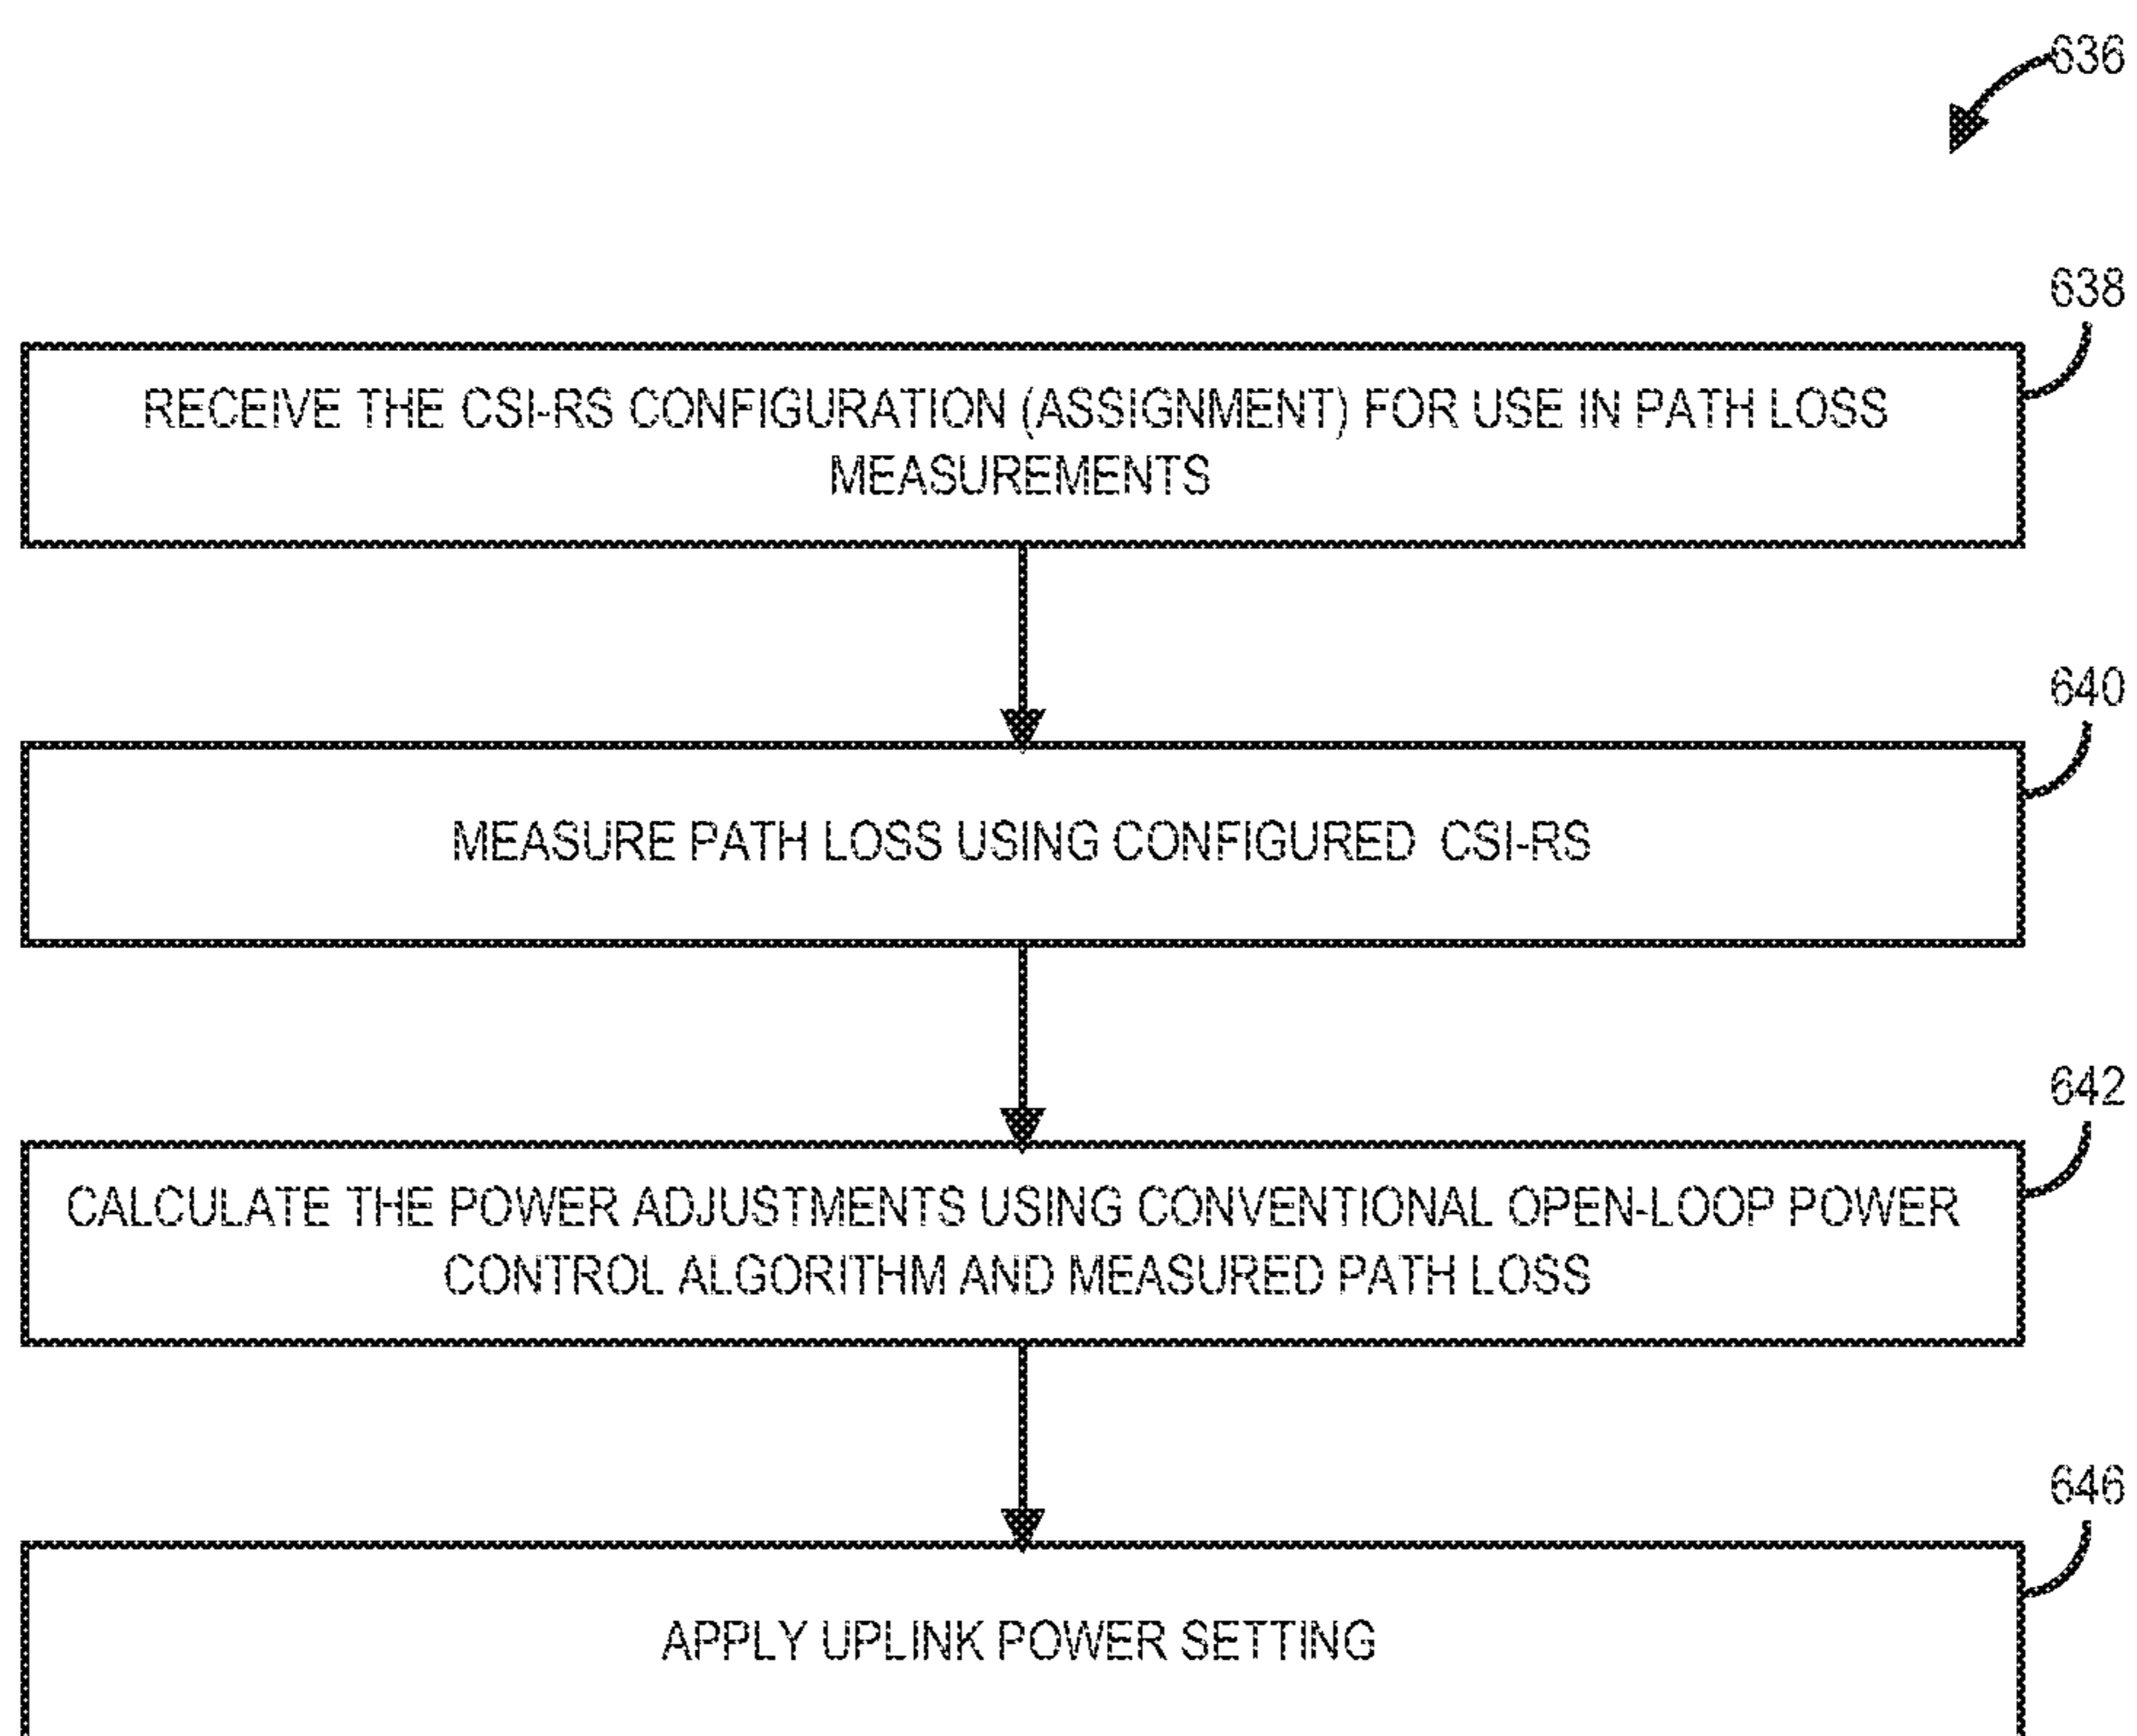 636
638
RECEIVE THE CSI-RS CONFIGURATION (ASSIGNMENT) FOR USE IN PATH LOSS
MEASUREMENTS
640
MEASURE PATH LOSS USING CONFIGURED CSI-RS
642
CALCULATE THE POWER ADJUSTMENTS USING CONVENTIONAL OPEN-LOOP POWER
CONTROL ALGORITHM AND MEASURED PATH LOSS
646
APPLY UPLINK POWER SETTING